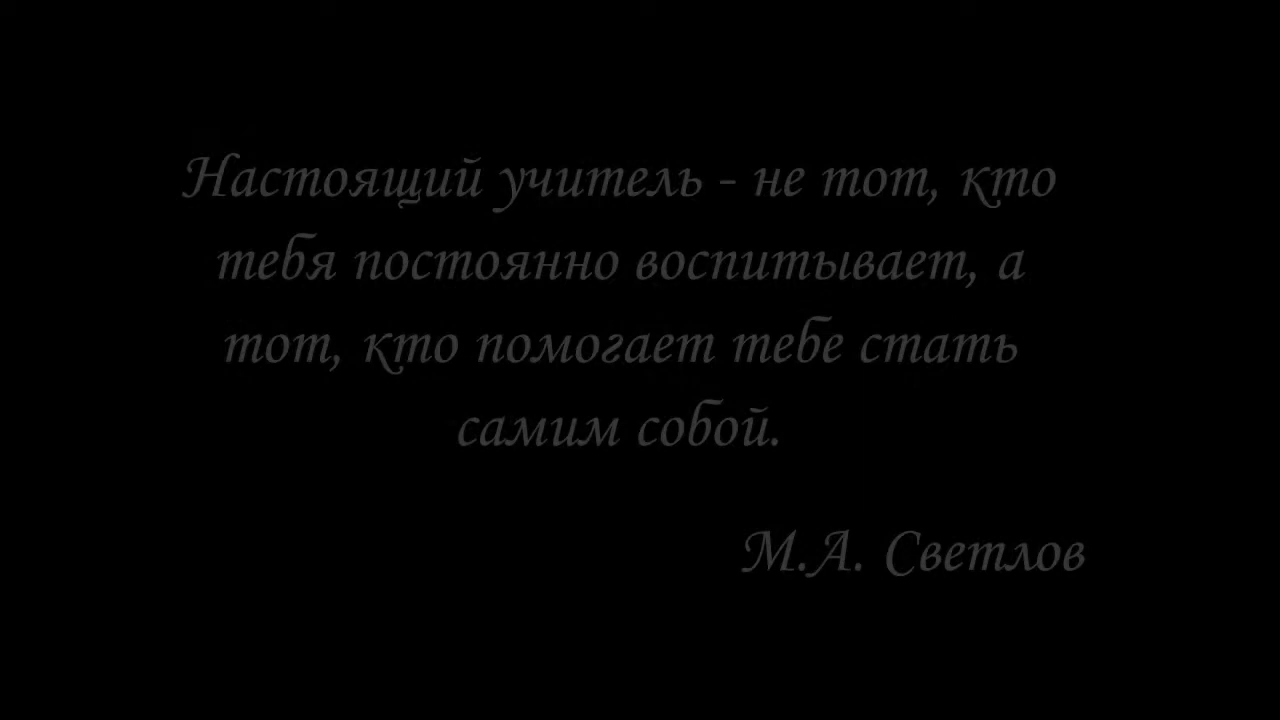 Настоящий учитель - не тот, кто
тебя постоянно воспитывает, а
тот, кто помогает тебе стать
самим собой.
М.А. Светлов